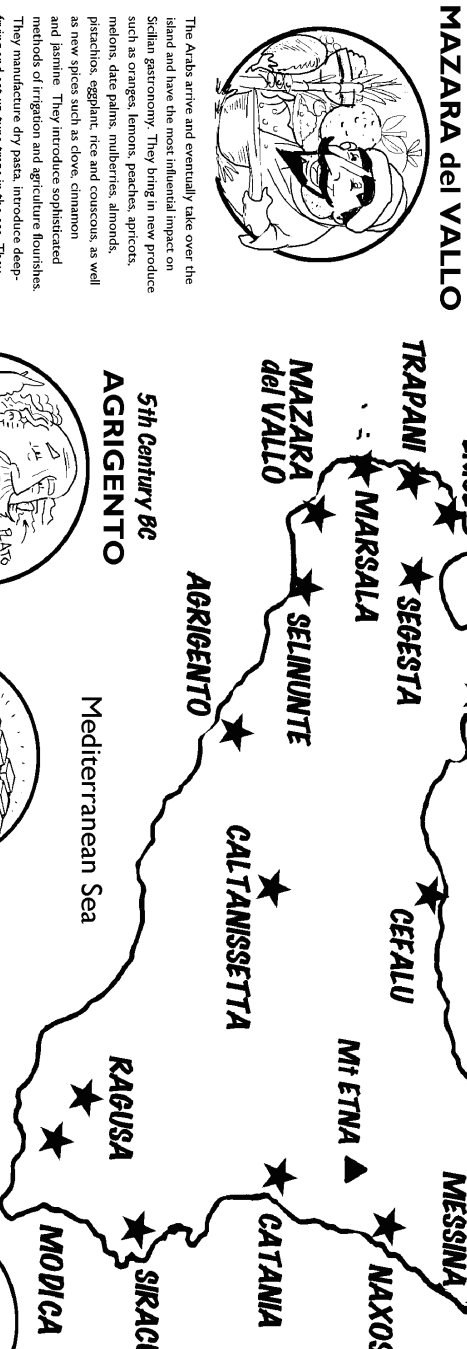 MAZARA del VALLO
The Arabs arrive and eventually take over the
island and have the most influential impact on
Sicilian gastronomy. They bring in new produce
such as oranges, lemons, peaches, apricots,
melons, date palms, mulberries, almonds,
pistachios, eggplant, rice and couscous, as well
as new spices such as clove, cinnamon
and jasmine. They introduce sophisticated
methods of irrigation and agriculture flourishes.
They manufacture dry pasta, introduce deep-
TRAPANI
MAZARA
del VALLO
MARSALA
SEGESTA
SELINUNTE
5th Century BC
AGRIGENTO
PLATO
AGRIGENTO
Mediterranean Sea
CALTANISSETTA
CEFALU
Mt ETNA
RAGUSA
MESSINA
NAXOS
CATANIA
MODICA